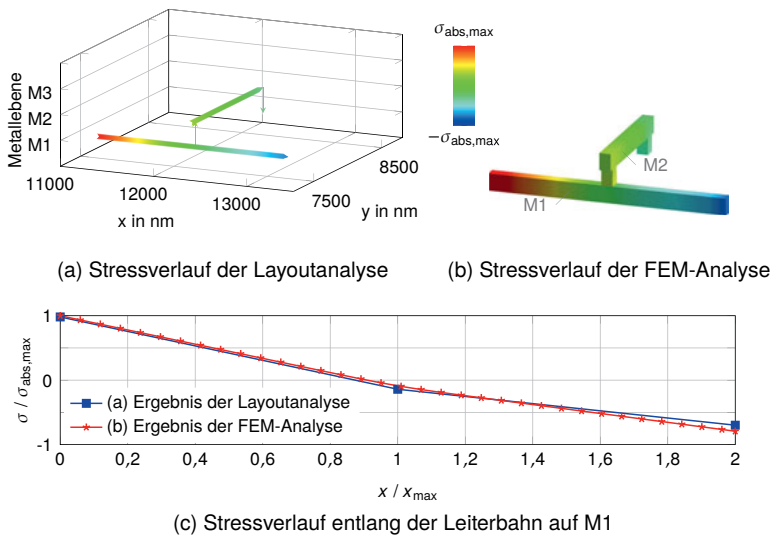 σabs,max
−σabs,max
Metallebene
M3
M2
M1
11000
12000
13000
x in nm
7500
8500
y in nm
M1
M2
(a) Stressverlauf der Layoutanalyse
(b) Stressverlauf der FEM-Analyse
σ / σabs,max
1
0
-1
(a) Ergebnis der Layoutanalyse
(b) Ergebnis der FEM-Analyse
0 0,2 0,4 0,6 0,8 1 1,2 1,4 1,6 1,8 2
x / xmax
(c) Stressverlauf entlang der Leiterbahn auf M1